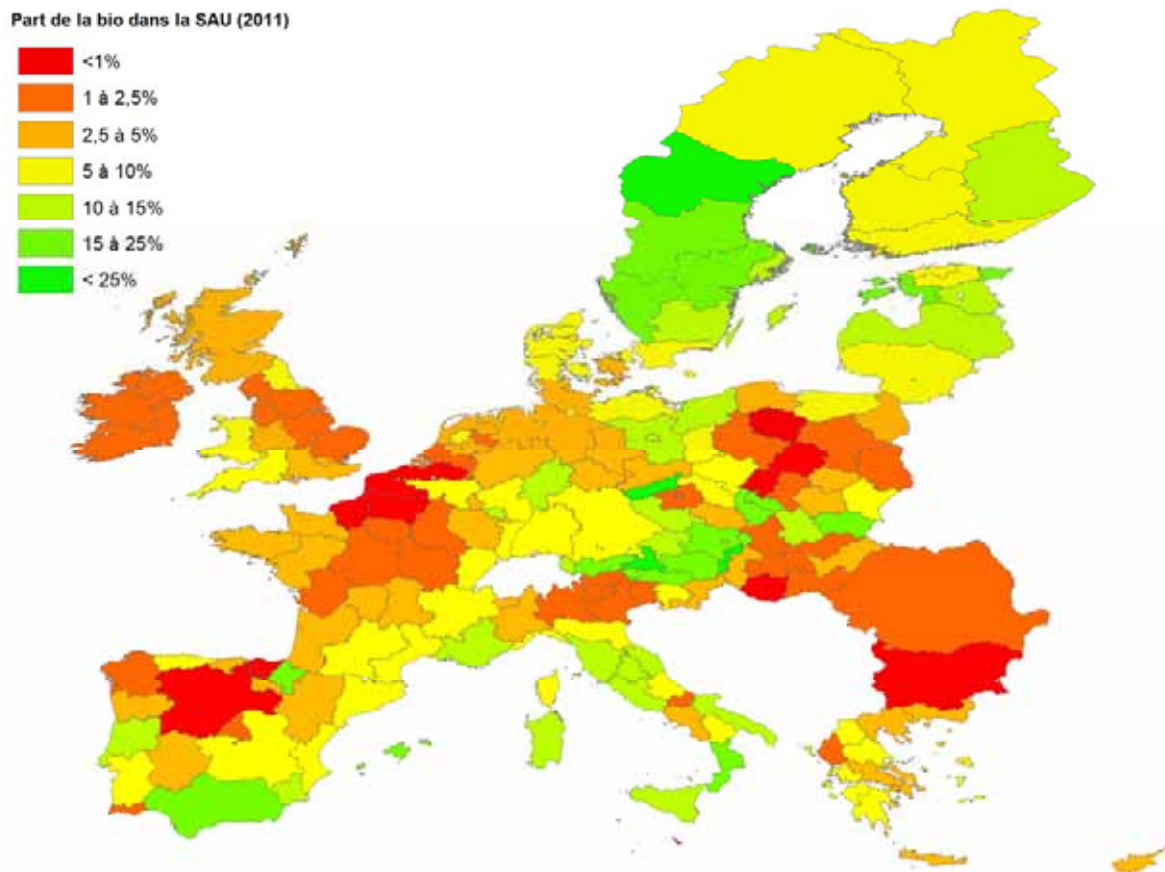 Part de la bio dans la SAU (2011)
<1%
1 à 2,5%
2,5 à 5%
5 à 10%
10 à 15%
15 à 25%
< 25%